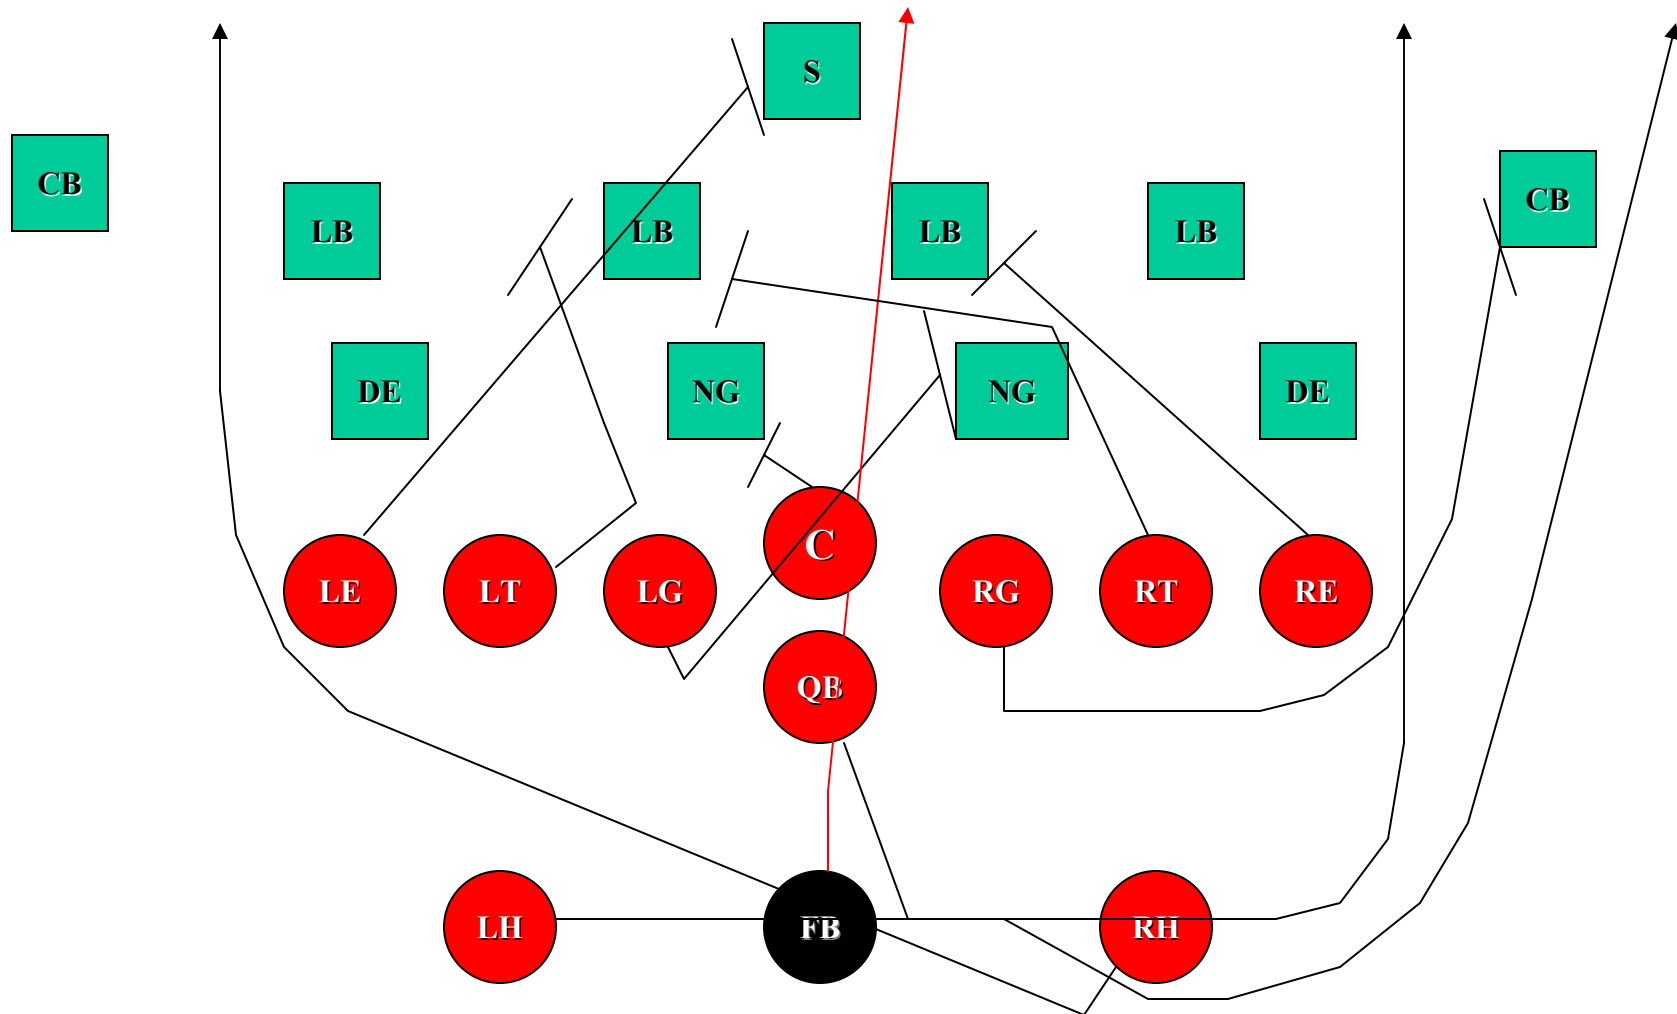 S
CB
CB
LB
LB
LB
LB
DE
NG
NG
DE
C
LE
LT
LG
RG
RT
RE
QB
LH
FB
RH